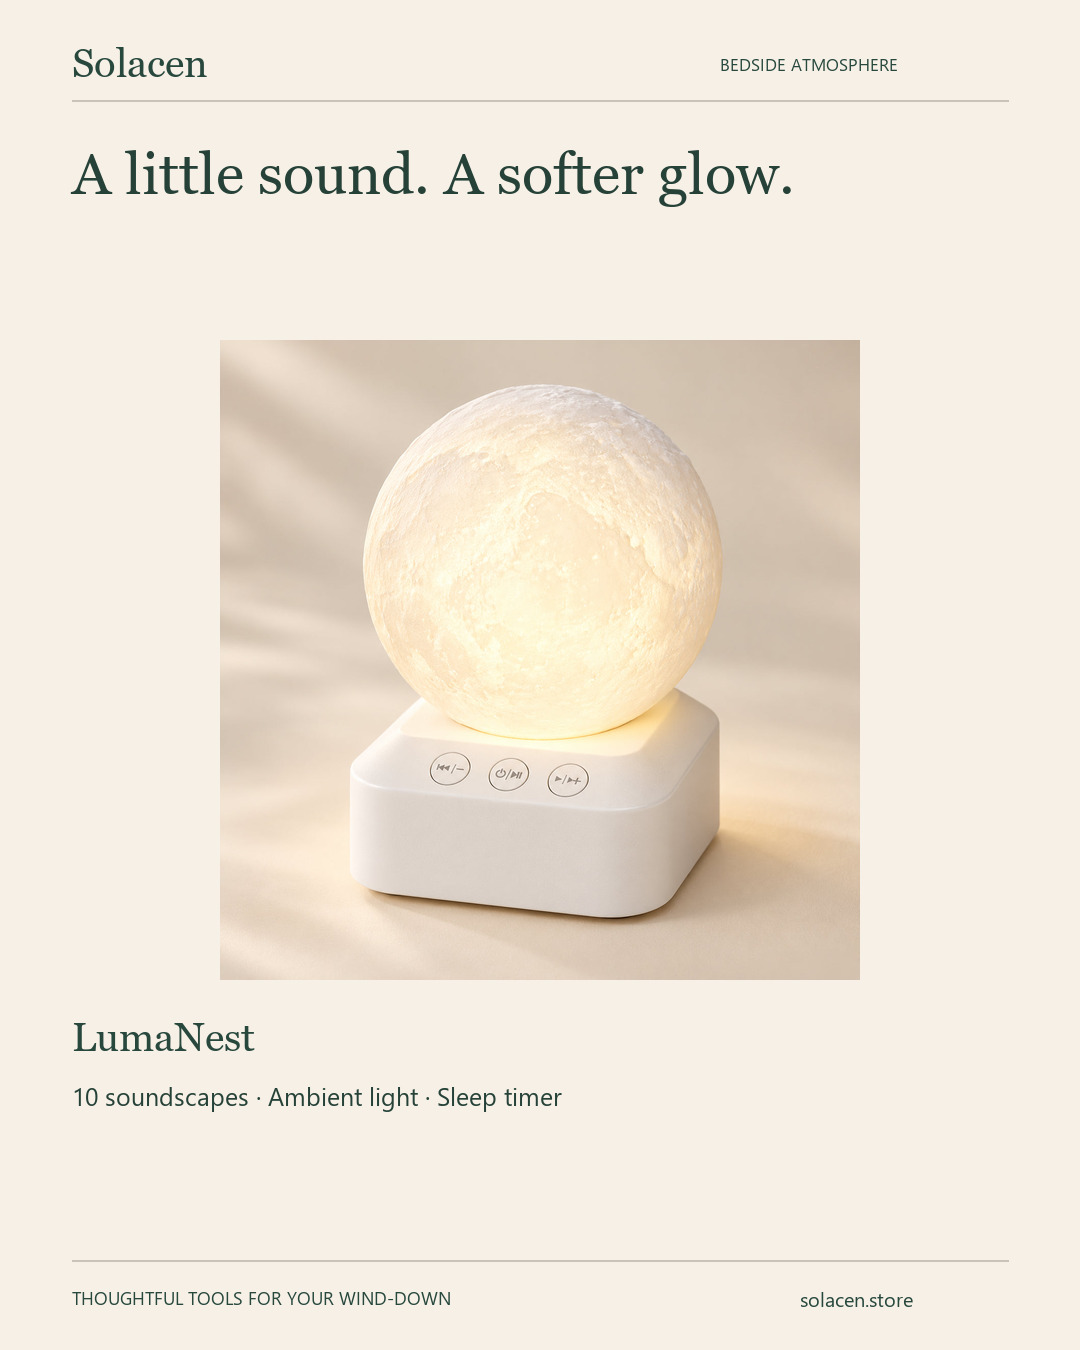 Solacen
BEDSIDE ATMOSPHERE
A little sound. A softer glow.
LumaNest
10 soundscapes · Ambient light · Sleep timer
THOUGHTFUL TOOLS FOR YOUR WIND-DOWN
solacen.store